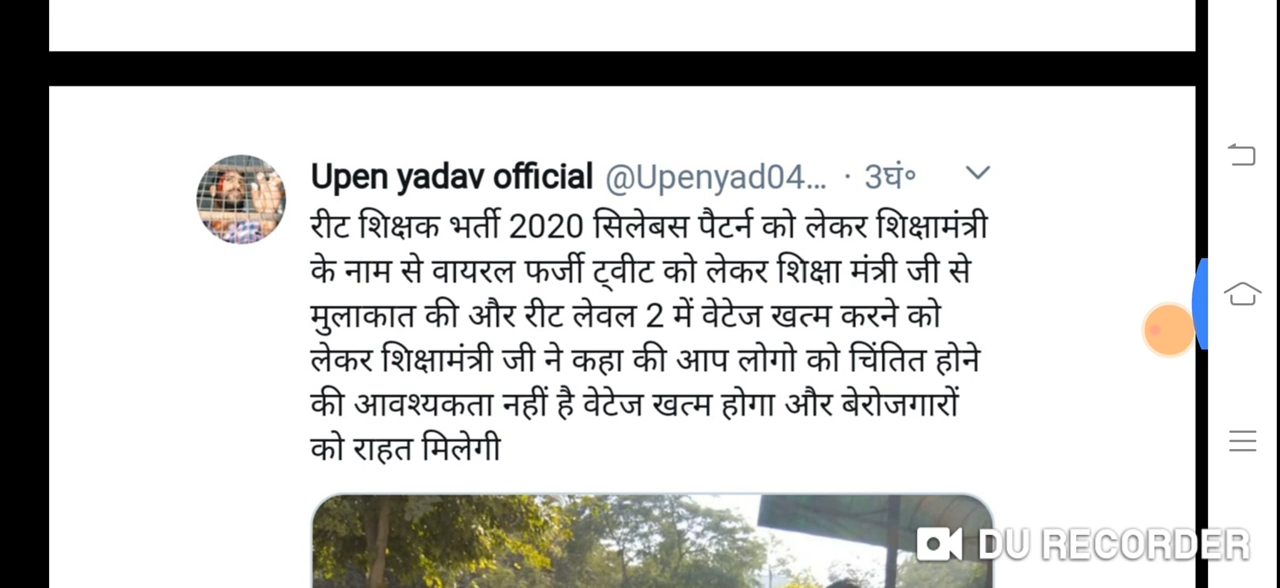 Upen yadav official @Upenyad04... · 3घं॰
रीट शिक्षक भर्ती 2020 सिलेबस पैटर्न को लेकर शिक्षामंत्री
के नाम से वायरल फर्जी ट्वीट को लेकर शिक्षा मंत्री जी से
मुलाकात की और रीट लेवल 2 में वेटेज खत्म करने को
लेकर शिक्षामंत्री जी ने कहा की आप लोगो को चिंतित होने
की आवश्यकता नहीं है वेटेज खत्म होगा और बेरोजगारों
को राहत मिलेगी
DU RECORDER